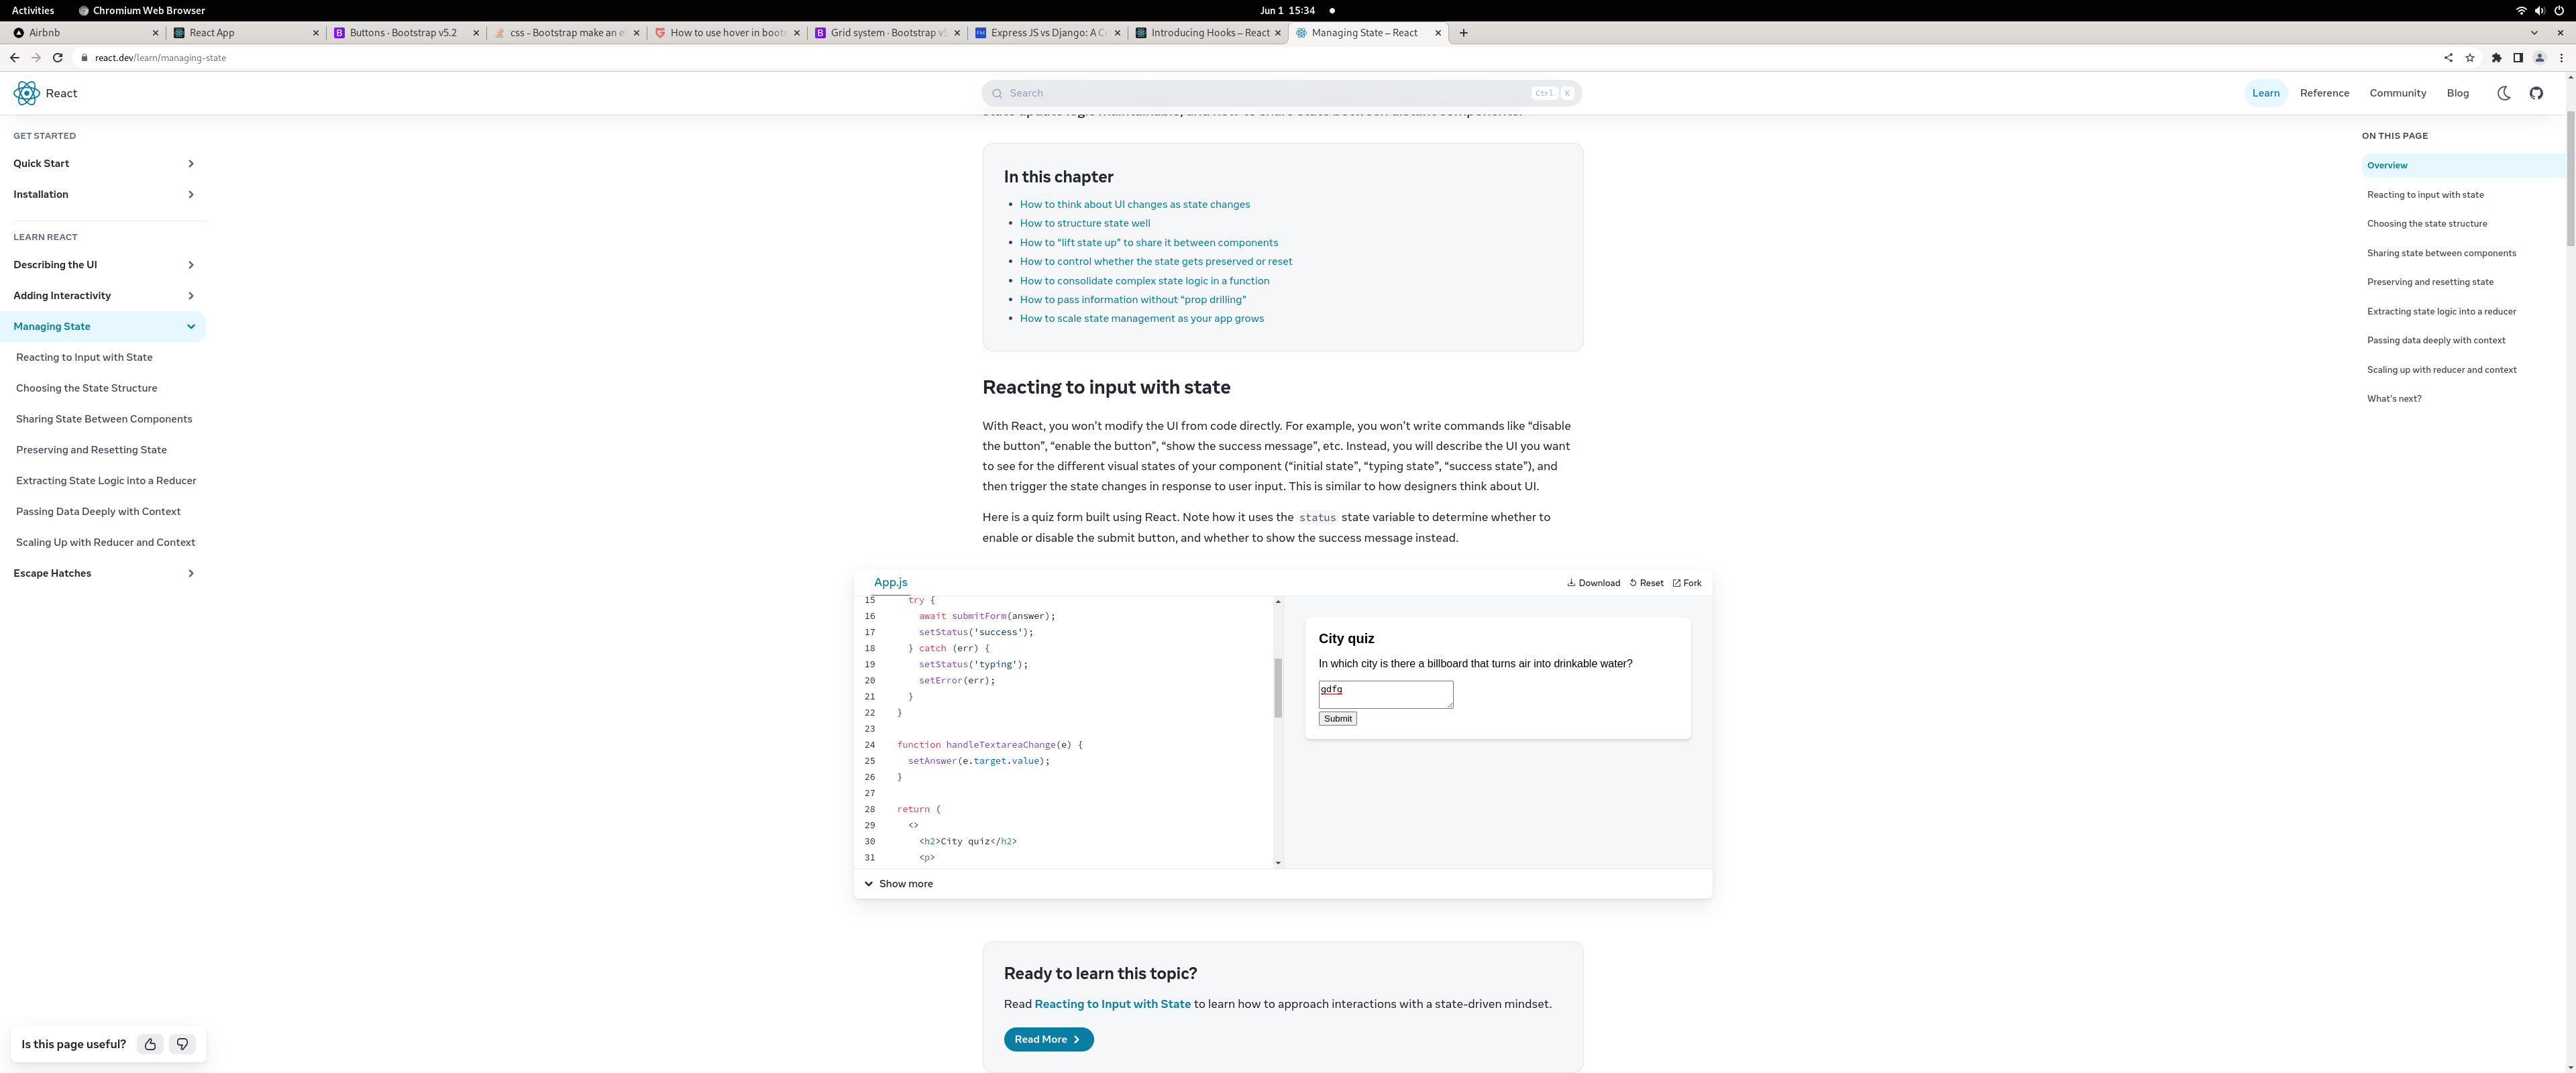 Activities
Chromium Web Browser
Jun 1 15:34
Airbnb
React App
Buttons · Bootstrap v5.2
css - Bootstrap make an el
How to use hover in boots
Grid system · Bootstrap v5
Express JS vs Django: A Co
Introducing Hooks – React
Managing State – React
react.dev/learn/managing-state
React
Search
Ctrl K
Learn
Reference
Community
Blog
GET STARTED
Quick Start
Installation
LEARN REACT
Describing the UI
Adding Interactivity
Managing State
Reacting to Input with State
Choosing the State Structure
Sharing State Between Components
Preserving and Resetting State
Extracting State Logic into a Reducer
Passing Data Deeply with Context
Scaling Up with Reducer and Context
Escape Hatches
Is this page useful?
state update logic maintainable, and how to share state between distant components.
In this chapter
• How to think about UI changes as state changes
• How to structure state well
• How to “lift state up” to share it between components
• How to control whether the state gets preserved or reset
• How to consolidate complex state logic in a function
• How to pass information without “prop drilling”
• How to scale state management as your app grows
Reacting to input with state
With React, you won’t modify the UI from code directly. For example, you won’t write commands like “disable
the button”, “enable the button”, “show the success message”, etc. Instead, you will describe the UI you want
to see for the different visual states of your component (“initial state”, “typing state”, “success state”), and
then trigger the state changes in response to user input. This is similar to how designers think about UI.
Here is a quiz form built using React. Note how it uses the status state variable to determine whether to
enable or disable the submit button, and whether to show the success message instead.
App.js
Download
Reset
Fork
15 try {
16 await submitForm(answer);
17 setStatus('success');
18 } catch (err) {
19 setStatus('typing');
20 setError(err);
21 }
22 }
23
24 function handleTextareaChange(e) {
25 setAnswer(e.target.value);
26 }
27
28 return (
29 <>
30 <h2>City quiz</h2>
31 <p>
Show more
City quiz
In which city is there a billboard that turns air into drinkable water?
gdfg
Submit
Ready to learn this topic?
Read Reacting to Input with State to learn how to approach interactions with a state-driven mindset.
Read More
ON THIS PAGE
Overview
Reacting to input with state
Choosing the state structure
Sharing state between components
Preserving and resetting state
Extracting state logic into a reducer
Passing data deeply with context
Scaling up with reducer and context
What’s next?